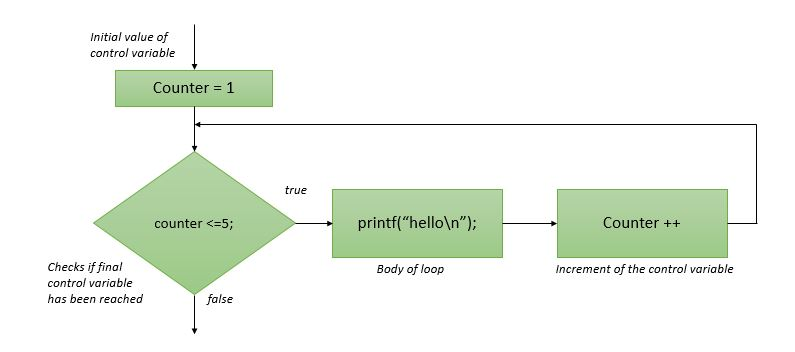 Initial value of
control variable
Counter = 1
true
counter <=5;
printf(“hello\n”);
Counter ++
Checks if final
control variable
has been reached
Body of loop
Increment of the control variable
false